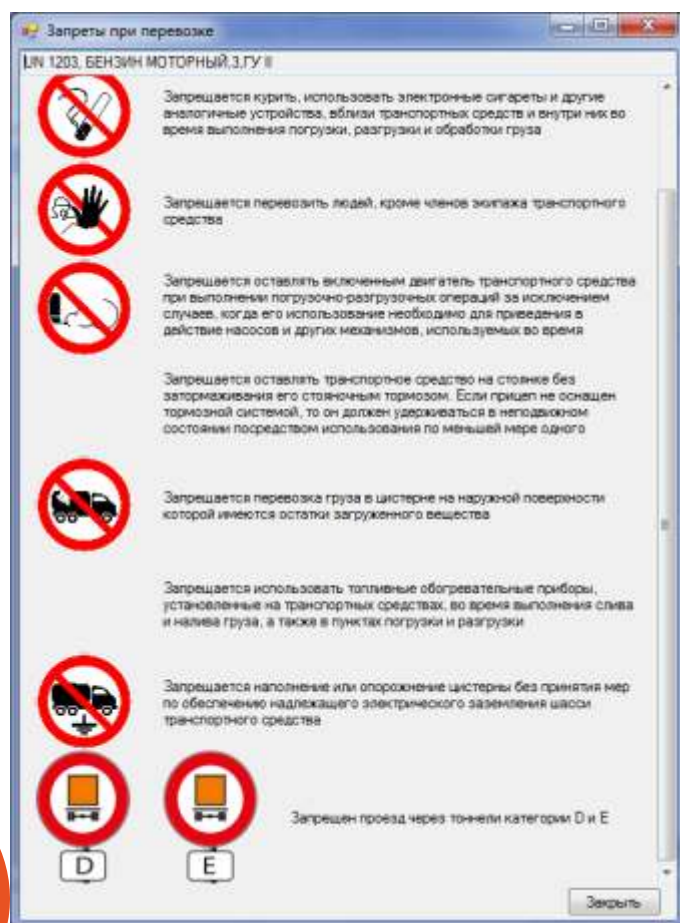 Запреты при перевозке
UN 1203, БЕНЗИН МОТОРНЫЙ,3,ГУ II
Запрещается курить, использовать электронные сигареты и другие
аналогичные устройства, вблизи транспортных средств и внутри них во
время выполнения погрузки, разгрузки и обработки груза
Запрещается перевозить людей, кроме членов экипажа транспортного
средства
Запрещается оставлять включенным двигатель транспортного средства
при выполнении погрузочно-разгрузочных операций за исключением
случаев, когда его использование необходимо для приведения в
действие насосов и других механизмов, используемых во время
Запрещается оставлять транспортное средство на стоянке без
затормаживания его стояночным тормозом. Если прицеп не оснащен
тормозной системой, то он должен удерживаться в неподвижном
состоянии посредством использования по меньшей мере одного
Запрещается перевозка груза в цистерне на наружной поверхности
которой имеются остатки загруженного вещества
Запрещается использовать топливные обогревательные приборы,
установленные на транспортных средствах, во время выполнения слива
и налива груза, а также в пунктах погрузки и разгрузки
Запрещается наполнение или опорожнение цистерны без принятия мер
по обеспечению надлежащего электрического заземления шасси
транспортного средства
Запрещен проезд через тоннели категории D и E
D
E
Закрыть